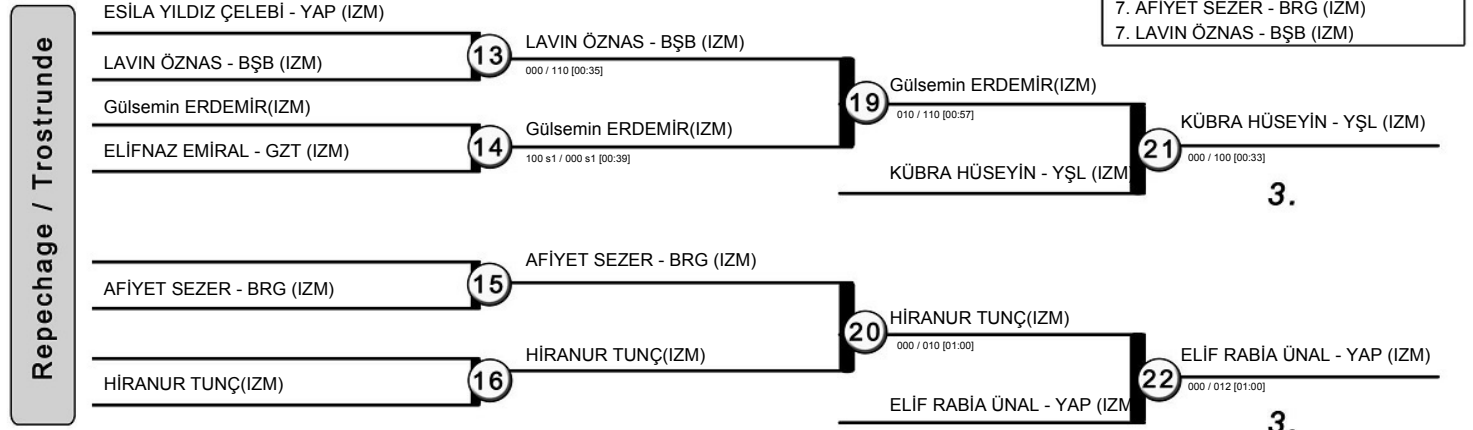 Repechage / Trostrunde
ESİLA YILDIZ ÇELEBİ - YAP (IZM)
LAVIN ÖZNAS - BŞB (IZM)
Gülsemin ERDEMİR(IZM)
ELİFNAZ EMİRAL - GZT (IZM)
AFİYET SEZER - BRG (IZM)
HİRANUR TUNÇ(IZM)
13
LAVIN ÖZNAS - BŞB (IZM)
000 / 110 [00:35]
14
Gülsemin ERDEMİR(IZM)
100 s1 / 000 s1 [00:39]
15
AFİYET SEZER - BRG (IZM)
16
HİRANUR TUNÇ(IZM)
19
Gülsemin ERDEMİR(IZM)
010 / 110 [00:57]
KÜBRA HÜSEYİN - YŞL (IZM)
20
HİRANUR TUNÇ(IZM)
000 / 010 [01:00]
ELİF RABİA ÜNAL - YAP (IZM
21
KÜBRA HÜSEYİN - YŞL (IZM)
000 / 100 [00:33]
3.
22
ELİF RABİA ÜNAL - YAP (IZM)
000 / 012 [01:00]
3.
7. AFİYET SEZER - BRG (IZM)
7. LAVIN ÖZNAS - BŞB (IZM)